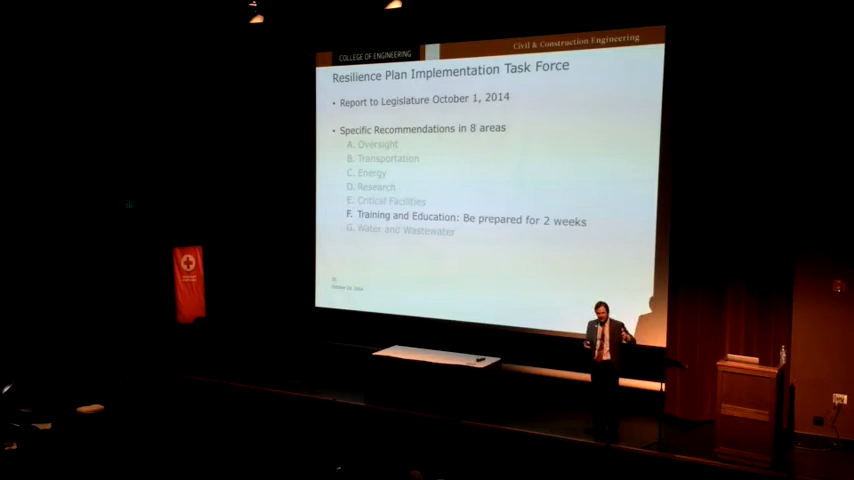 COLLEGE OF ENGINEERING
Civil & Construction Engineering
Resilience Plan Implementation Task Force
• Report to Legislature October 1, 2014
• Specific Recommendations in 8 areas
A. Oversight
B. Transportation
C. Energy
D. Research
E. Critical Facilities
F. Training and Education: Be prepared for 2 weeks
G. Water and Wastewater